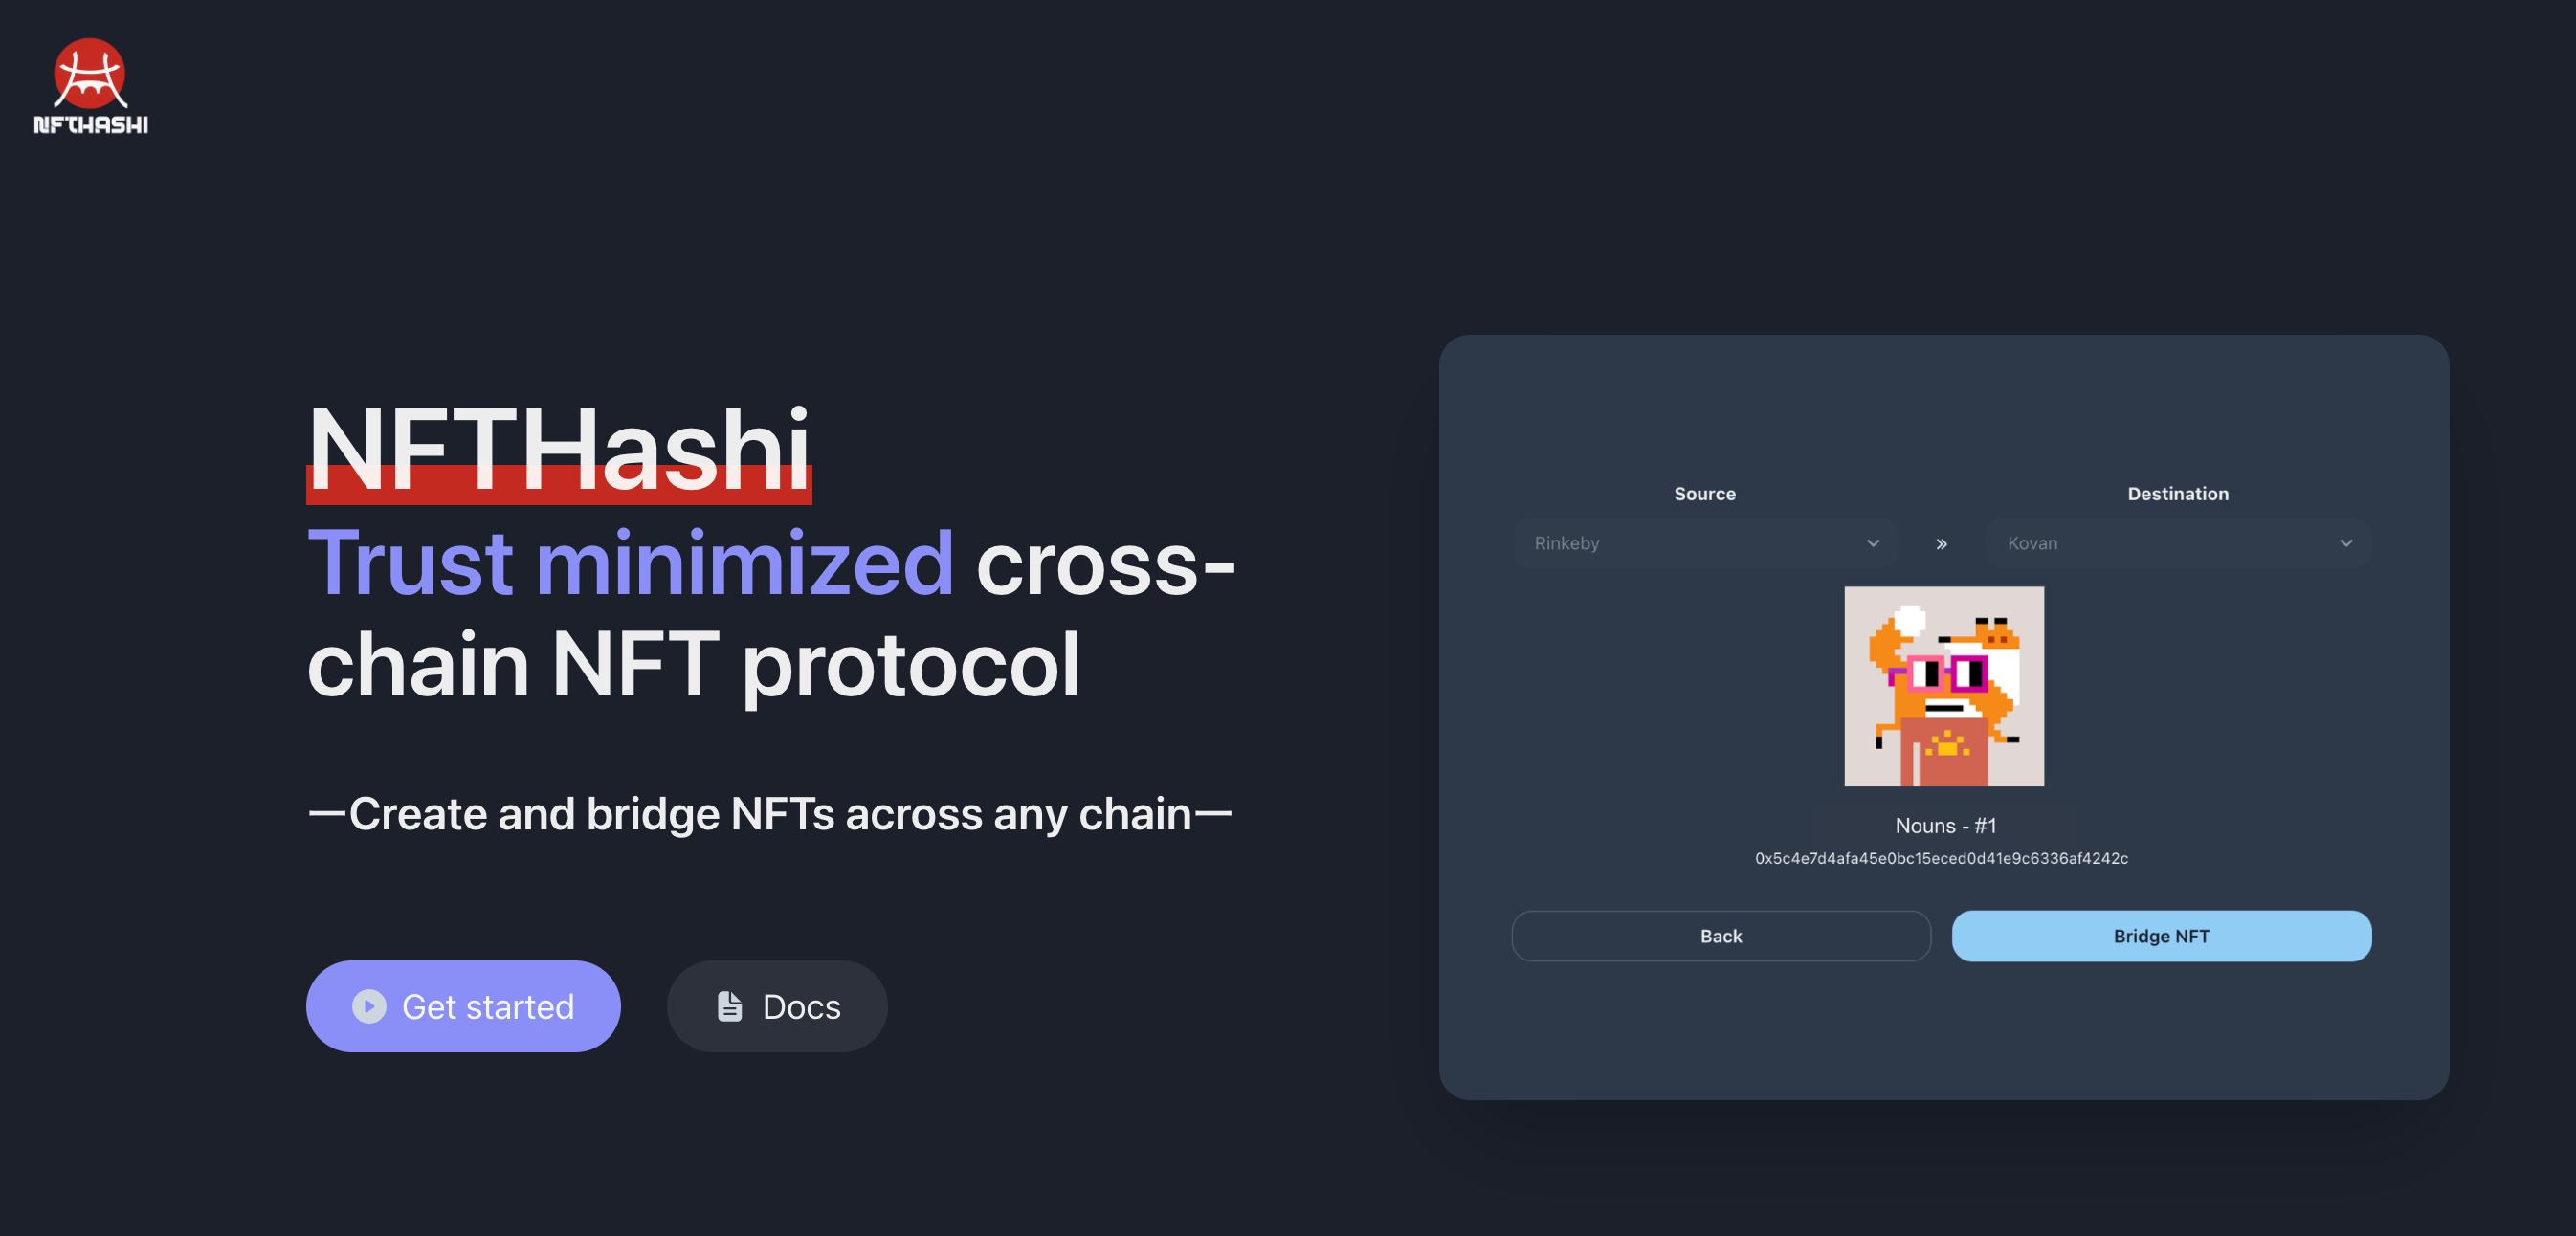 NFTHASHI
NFTHashi
Trust minimized cross-
chain NFT protocol
—Create and bridge NFTs across any chain—
Get started
Docs
Source
Destination
Rinkeby
»
Kovan
Nouns - #1
0x5c4e7d4afa45e0bc15eced0d41e9c6336af4242c
Back
Bridge NFT